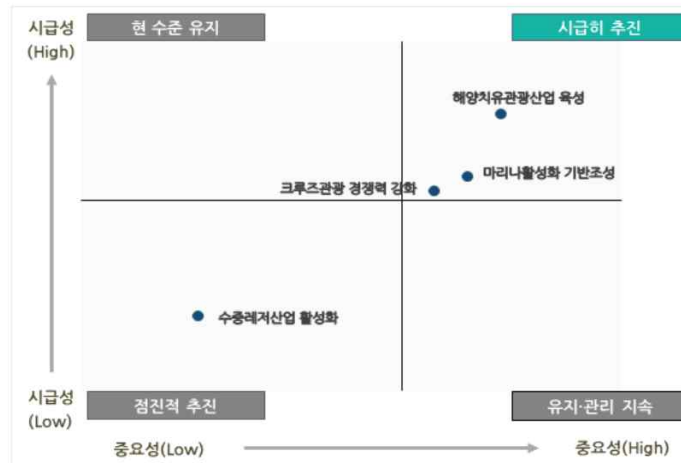 시급성
(High)
현 수준 유지
시급히 추진
해양치유관광산업 육성
마리나활성화 기반조성
크루즈관광 경쟁력 강화
수중레저산업 활성화
시급성
(Low)
점진적 추진
유지·관리 지속
중요성(Low)
중요성(High)